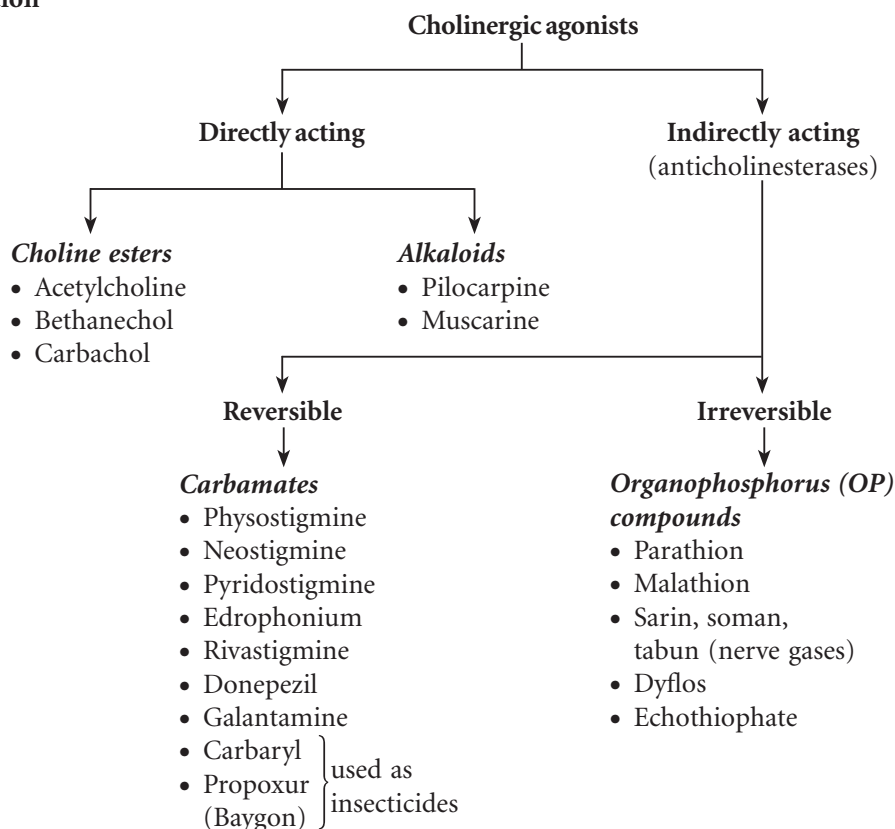 Cholinergic agonists
Directly acting
Indirectly acting
(anticholinesterases)
Choline esters
• Acetylcholine
• Bethanechol
• Carbachol
Alkaloids
• Pilocarpine
• Muscarine
Reversible
Carbamates
• Physostigmine
• Neostigmine
• Pyridostigmine
• Edrophonium
• Rivastigmine
• Donepezil
• Galantamine
• Carbaryl
• Propoxur
(Baygon)
used as
insecticides
Irreversible
Organophosphorus (OP)
compounds
• Parathion
• Malathion
• Sarin, soman,
tabun (nerve gases)
• Dyflos
• Echothiophate